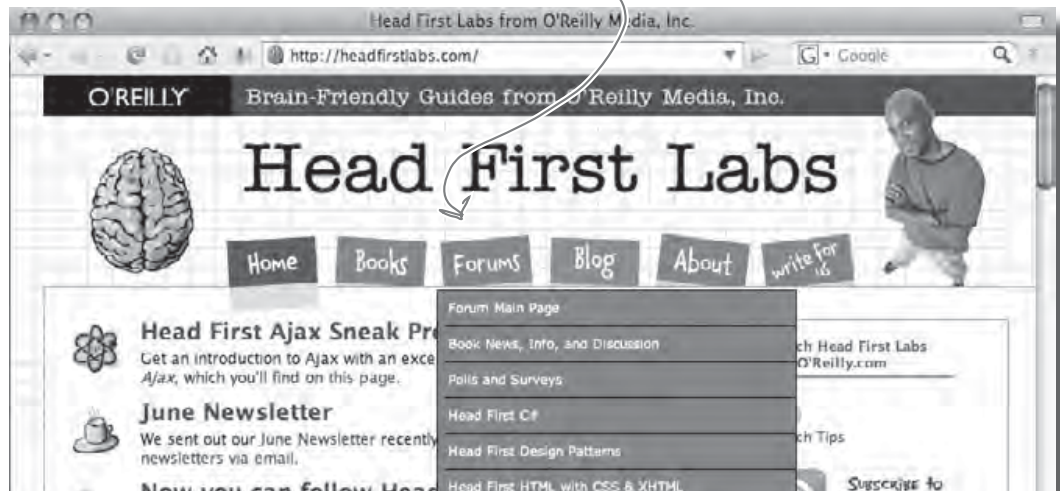 Head First Labs from O'Reilly Media, Inc.
http://headfirstlabs.com/
G Google
O'REILLY Brain-Friendly Guides from O'Reilly Media, Inc.
Head First Labs
Home Books Forums Blog About write for us
Forum Main Page
Book News, Info, and Discussion
Polls and Surveys
Head First C#
Head First Design Patterns
Head First HTML with CSS & XHTML
Head First Ajax Sneak Pre
Get an introduction to Ajax with an exce
Ajax, which you'll find on this page.
June Newsletter
We sent out our June Newsletter recently
newsletters via email.
Now you can follow Head
ch Head First Labs
O'Reilly.com
ch Tips
Subscribe to